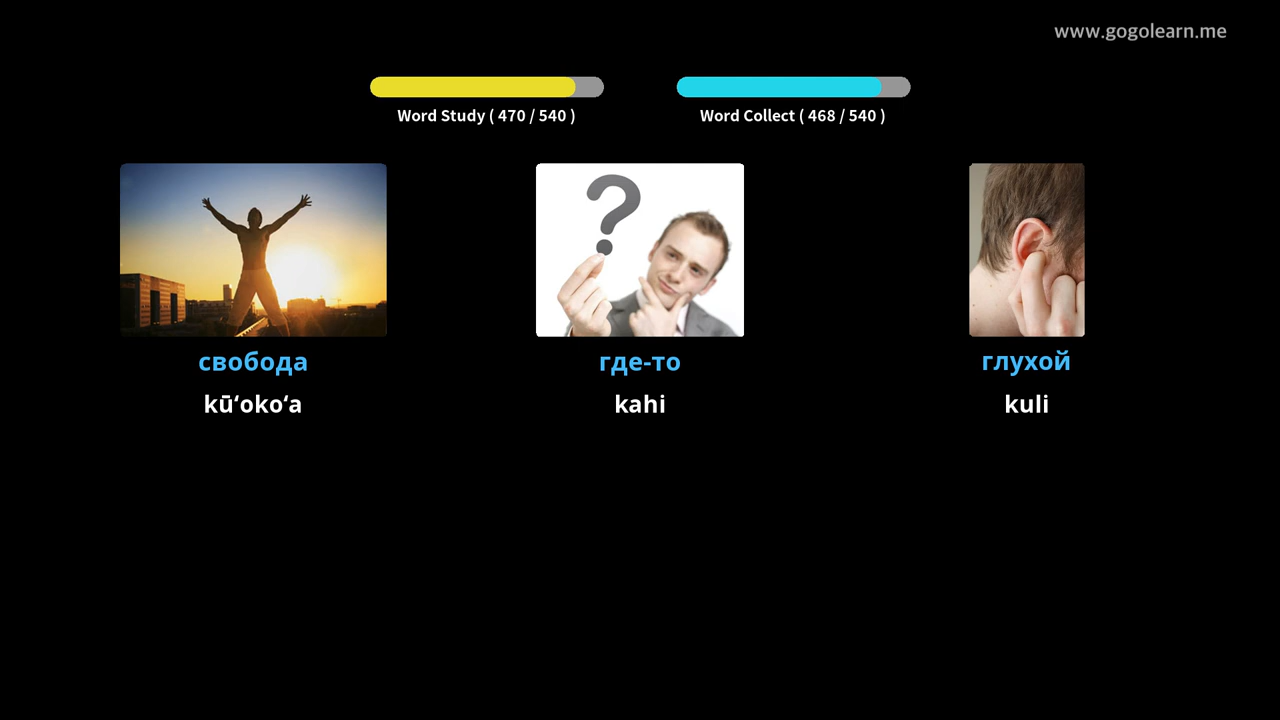 www.gogolearn.me
Word Study ( 470 / 540 )
Word Collect ( 468 / 540 )
свобода
где-то
глухой
kūʻokoʻa
kahi
kuli